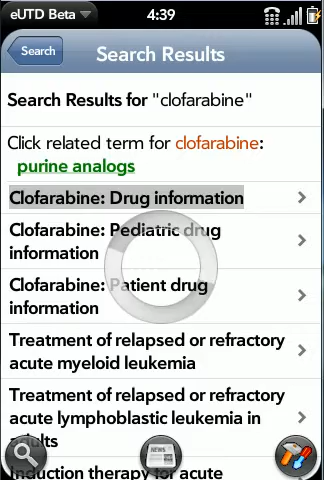 eUTD Beta
4:39
Search
Search Results
Search Results for "clofarabine"
Click related term for clofarabine:
purine analogs
Clofarabine: Drug information
Clofarabine: Pediatric drug
information
Clofarabine: Patient drug
information
Treatment of relapsed or refractory
acute myeloid leukemia
Treatment of relapsed or refractory
acute lymphoblastic leukemia in
adults
NEWS
Induction therapy for acute